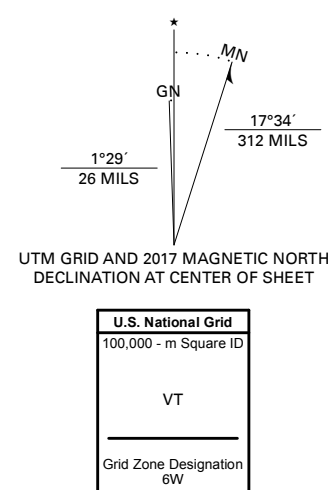 MN
GN
17°34´
312 MILS
1°29´
26 MILS
UTM GRID AND 2017 MAGNETIC NORTH
DECLINATION AT CENTER OF SHEET
U.S. National Grid
100,000 - m Square ID
VT
Grid Zone Designation
6W